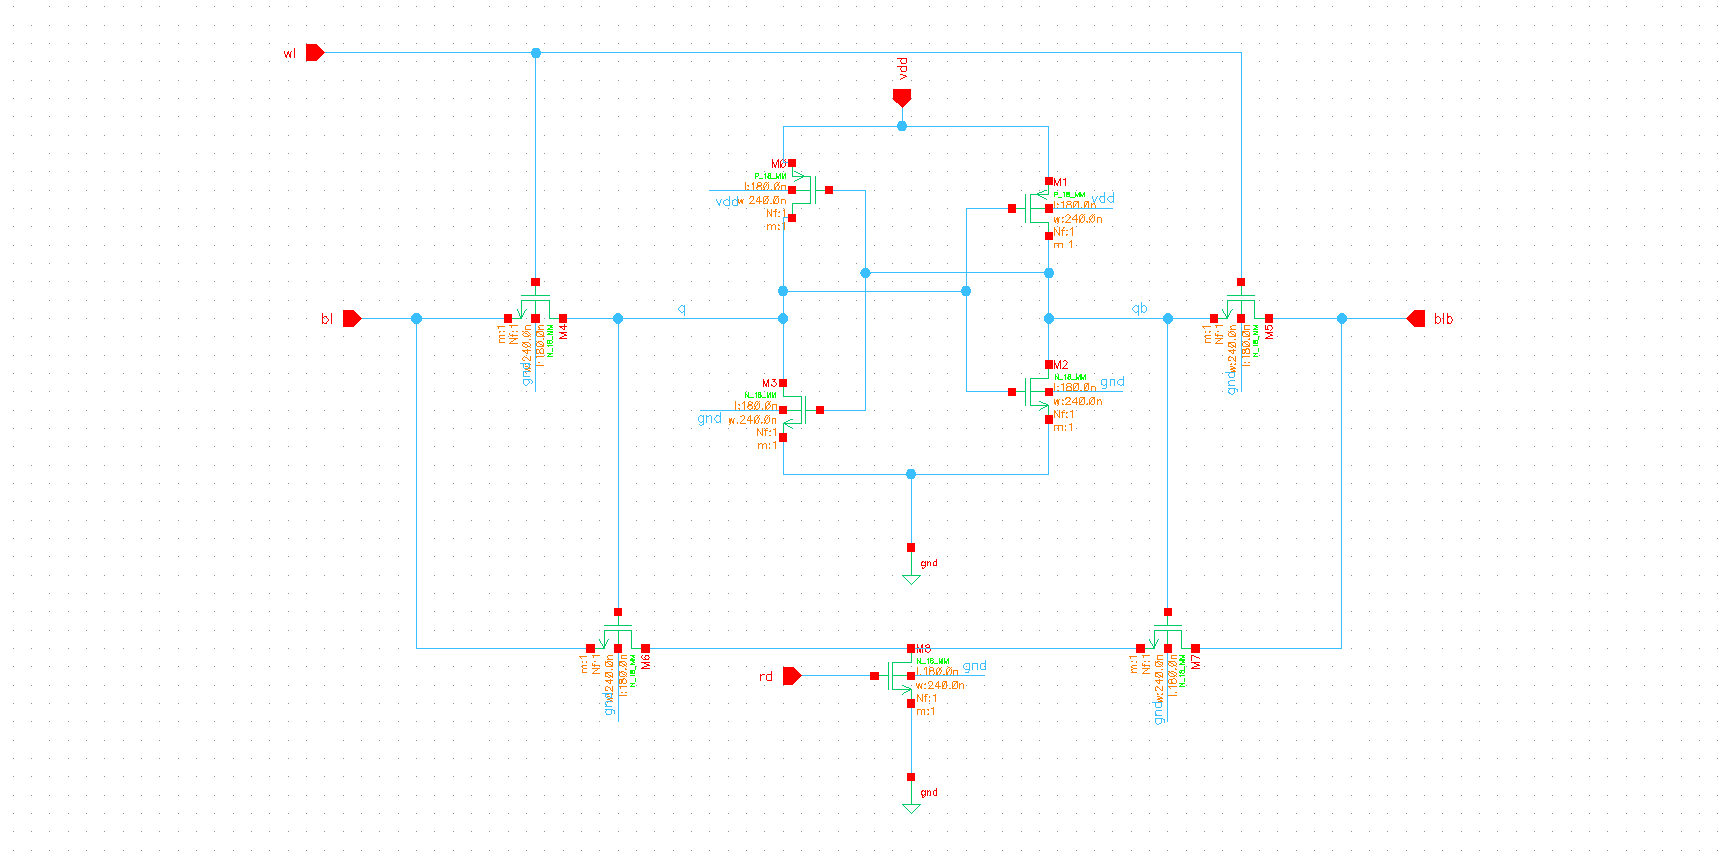 wl
vdd
M0
P_18_MM
l:180.0n
vdd
w:240.0n
Nf:1
m:1
M1
P_18_MM
l:180.0n
vdd
w:240.0n
Nf:1
m:1
bl
m:1
Nf:1
w:240.0n
l:180.0n
N_18_MM
M4
gnd
q
qb
m:1
Nf:1
w:240.0n
l:180.0n
N_18_MM
M5
gnd
blb
M3
N_18_MM
l:180.0n
gnd
w:240.0n
Nf:1
m:1
M2
N_18_MM
l:180.0n
gnd
w:240.0n
Nf:1
m:1
gnd
m:1
Nf:1
w:240.0n
l:180.0n
N_18_MM
M6
gnd
rd
M8
N_18_MM
l:180.0n
gnd
w:240.0n
Nf:1
m:1
m:1
Nf:1
w:240.0n
l:180.0n
N_18_MM
M7
gnd
gnd